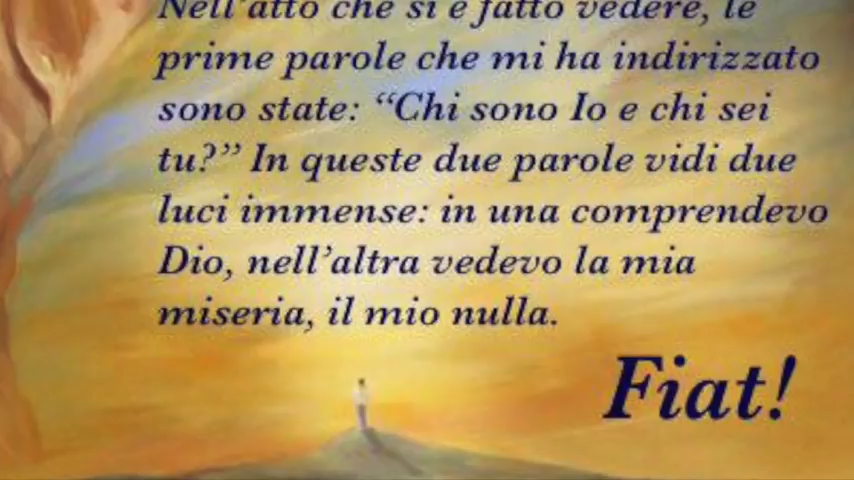 Nell'atto che si è fatto vedere, le
prime parole che mi ha indirizzato
sono state: “Chi sono Io e chi sei
tu?” In queste due parole vidi due
luci immense: in una comprendevo
Dio, nell’altra vedevo la mia
miseria, il mio nulla.
Fiat!